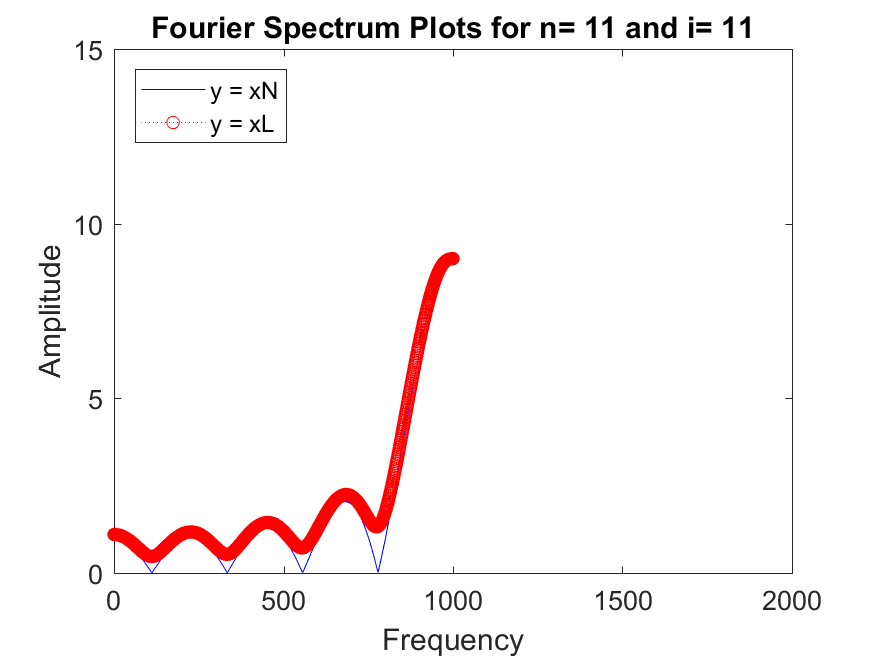 Fourier Spectrum Plots for n= 11 and i= 11
15
y = xN
y = xL
10
Amplitude
5
0
0 500 1000 1500 2000
Frequency